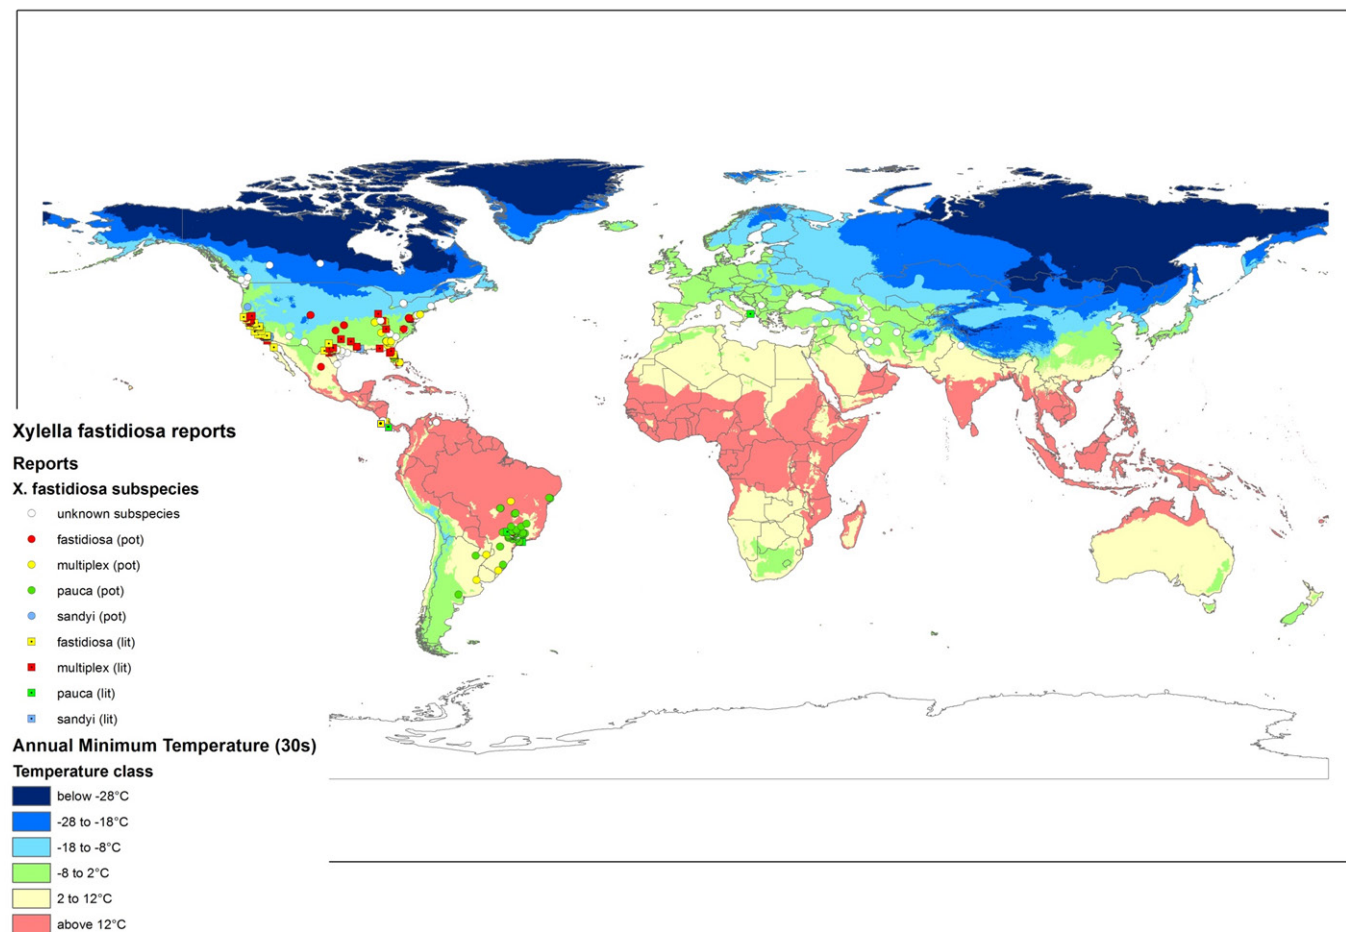 Xylella fastidiosa reports
Reports
X. fastidiosa subspecies
unknown subspecies
fastidiosa (pot)
multiplex (pot)
pauca (pot)
sandyi (pot)
fastidiosa (lit)
multiplex (lit)
pauca (lit)
sandyi (lit)
Annual Minimum Temperature (30s)
Temperature class
below -28°C
-28 to -18°C
-18 to -8°C
-8 to 2°C
2 to 12°C
above 12°C